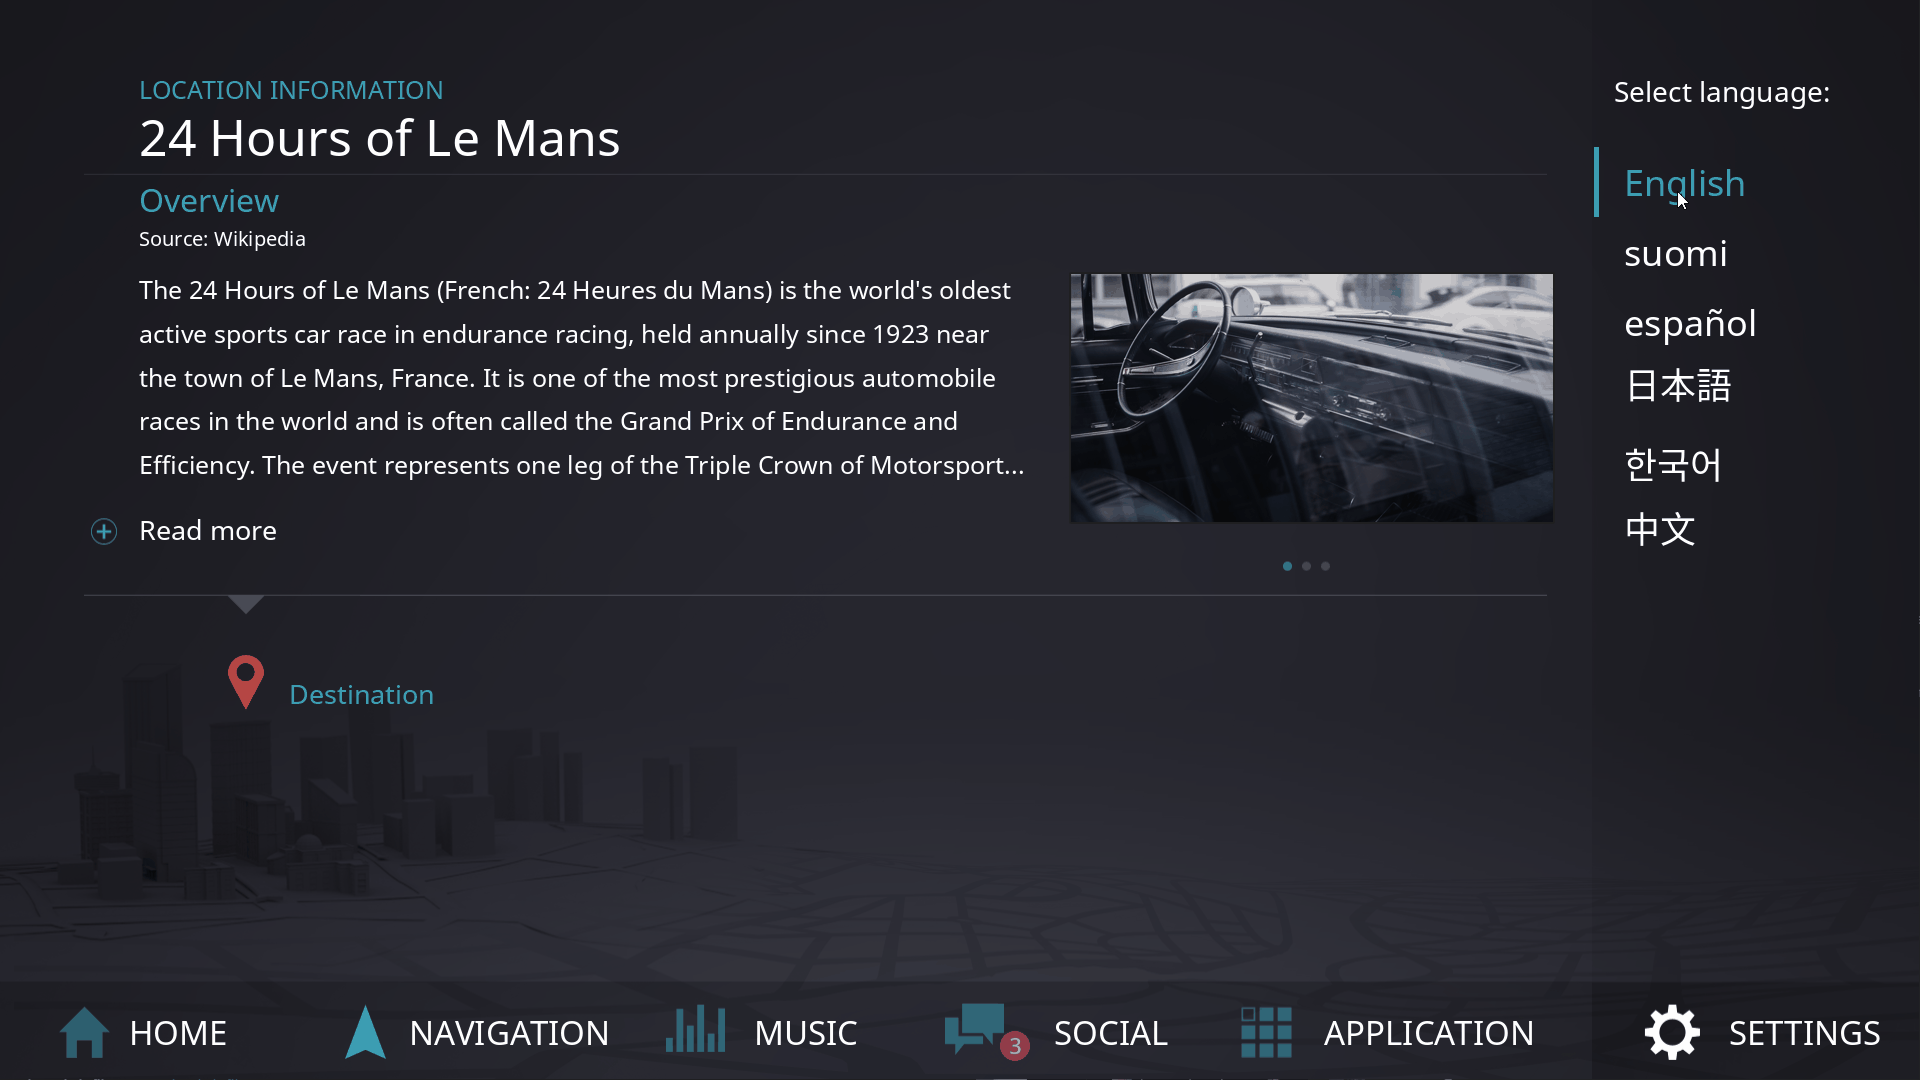 LOCATION INFORMATION
24 Hours of Le Mans
Overview
Source: Wikipedia
The 24 Hours of Le Mans (French: 24 Heures du Mans) is the world's oldest
active sports car race in endurance racing, held annually since 1923 near
the town of Le Mans, France. It is one of the most prestigious automobile
races in the world and is often called the Grand Prix of Endurance and
Efficiency. The event represents one leg of the Triple Crown of Motorsport...
Read more
Destination
Select language:
English
suomi
español
日本語
한국어
中文
HOME
NAVIGATION
MUSIC
3
SOCIAL
APPLICATION
SETTINGS